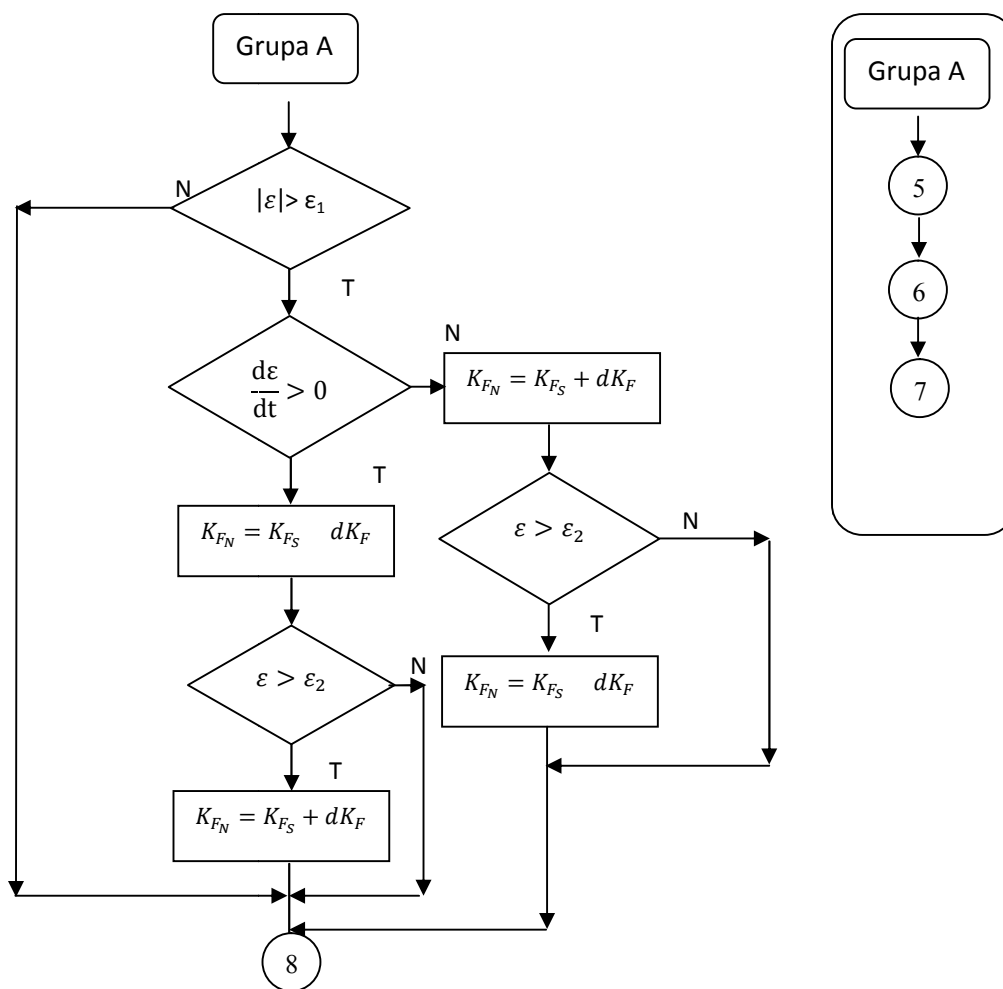 Grupa A
N
|ε|> ε₁
T
dε
dt
> 0
N
K_{F_N} = K_{F_S} + dK_F
T
K_{F_N} = K_{F_S} dK_F
ε > ε₂
N
T
K_{F_N} = K_{F_S} dK_F
ε > ε₂
N
T
K_{F_N} = K_{F_S} + dK_F
8
Grupa A
5
6
7